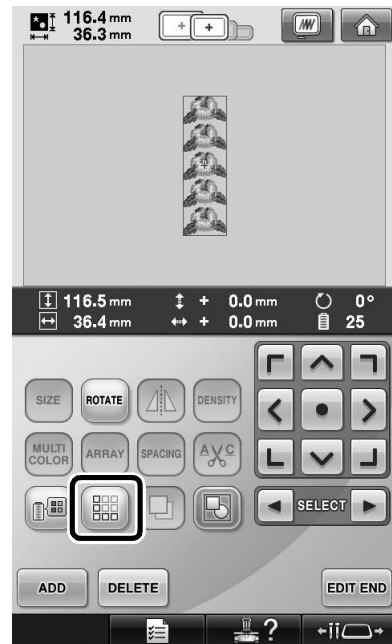 116.4 mm
36.3 mm
116.5 mm + 0.0 mm 0°
36.4 mm + 0.0 mm 25
SIZE ROTATE DENSITY
MULTI COLOR ARRAY SPACING A C
SELECT
ADD DELETE EDIT END
?